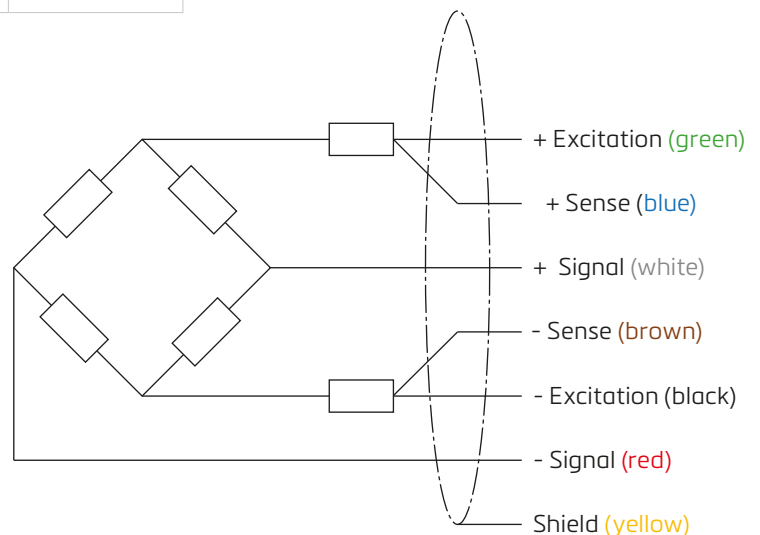 + Excitation (green)
+ Sense (blue)
+ Signal (white)
- Sense (brown)
- Excitation (black)
- Signal (red)
Shield (yellow)